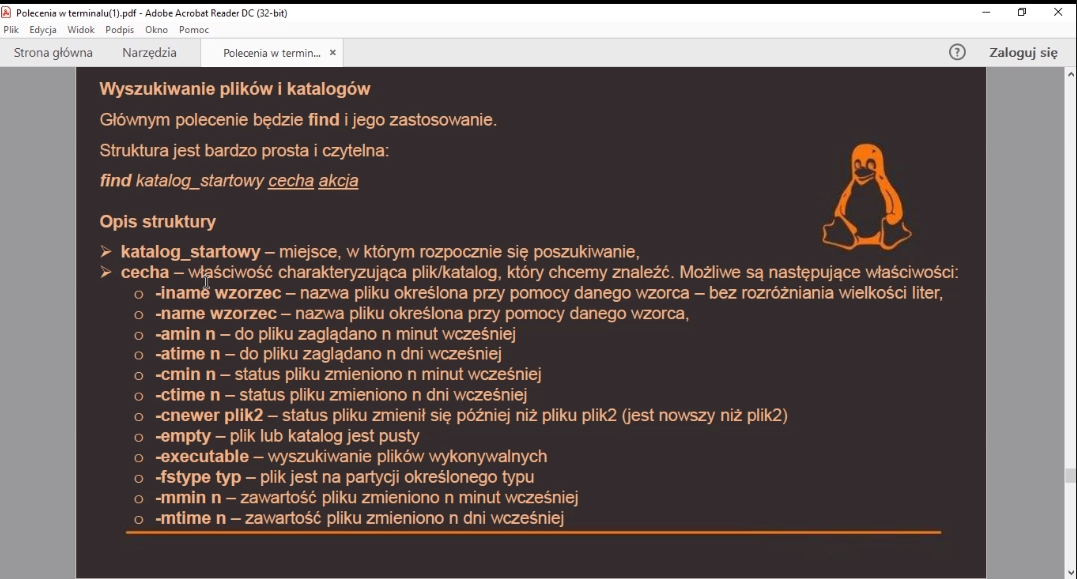 Polecenia w terminalu(1).pdf - Adobe Acrobat Reader DC (32-bit)
Plik Edycja Widok Podpis Okno Pomoc
Strona główna Narzędzia Polecenia w termin... × ? Zaloguj się
Wyszukiwanie plików i katalogów
Głównym polecenie będzie find i jego zastosowanie.
Struktura jest bardzo prosta i czytelna:
find katalog_startowy cecha akcja
Opis struktury
➢ katalog_startowy – miejsce, w którym rozpocznie się poszukiwanie,
➢ cecha – właściwość charakteryzująca plik/katalog, który chcemy znaleźć. Możliwe są następujące właściwości:
o -iname wzorzec – nazwa pliku określona przy pomocy danego wzorca – bez rozróżniania wielkości liter,
o -name wzorzec – nazwa pliku określona przy pomocy danego wzorca,
o -amin n – do pliku zaglądano n minut wcześniej
o -atime n – do pliku zaglądano n dni wcześniej
o -cmin n – status pliku zmieniono n minut wcześniej
o -ctime n – status pliku zmieniono n dni wcześniej
o -cnewer plik2 – status pliku zmienił się później niż pliku plik2 (jest nowszy niż plik2)
o -empty – plik lub katalog jest pusty
o -executable – wyszukiwanie plików wykonywalnych
o -fstype typ – plik jest na partycji określonego typu
o -mmin n – zawartość pliku zmieniono n minut wcześniej
o -mtime n – zawartość pliku zmieniono n dni wcześniej